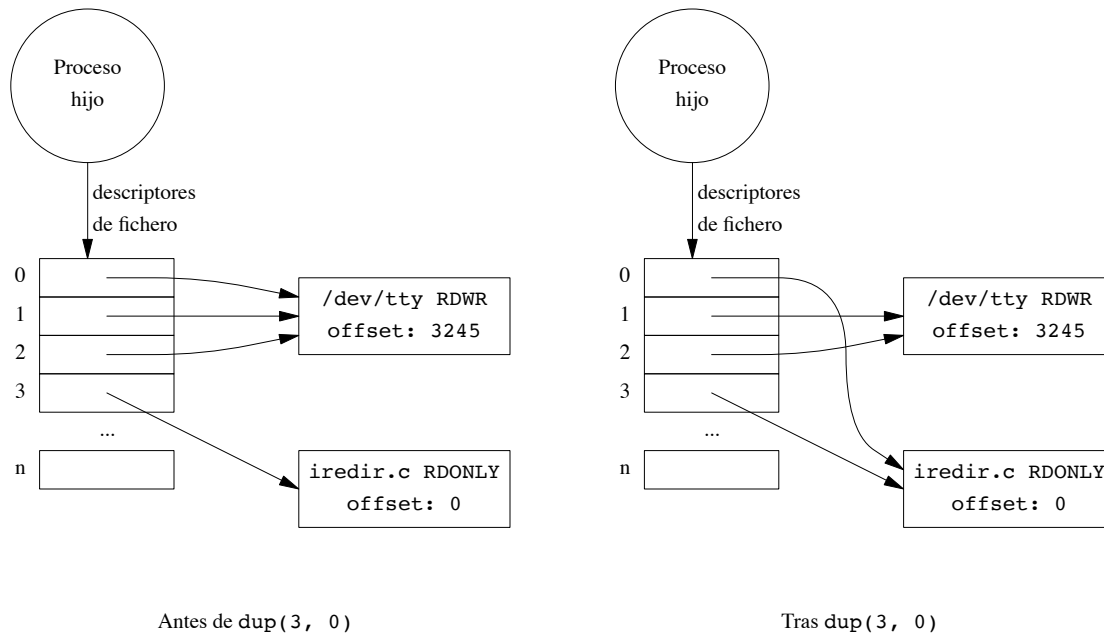 Proceso
hijo
descriptores
de fichero
0
1
2
3
...
n
/dev/tty RDWR
offset: 3245
iredir.c RDONLY
offset: 0
Antes de dup(3, 0)
Proceso
hijo
descriptores
de fichero
0
1
2
3
...
n
/dev/tty RDWR
offset: 3245
iredir.c RDONLY
offset: 0
Tras dup(3, 0)